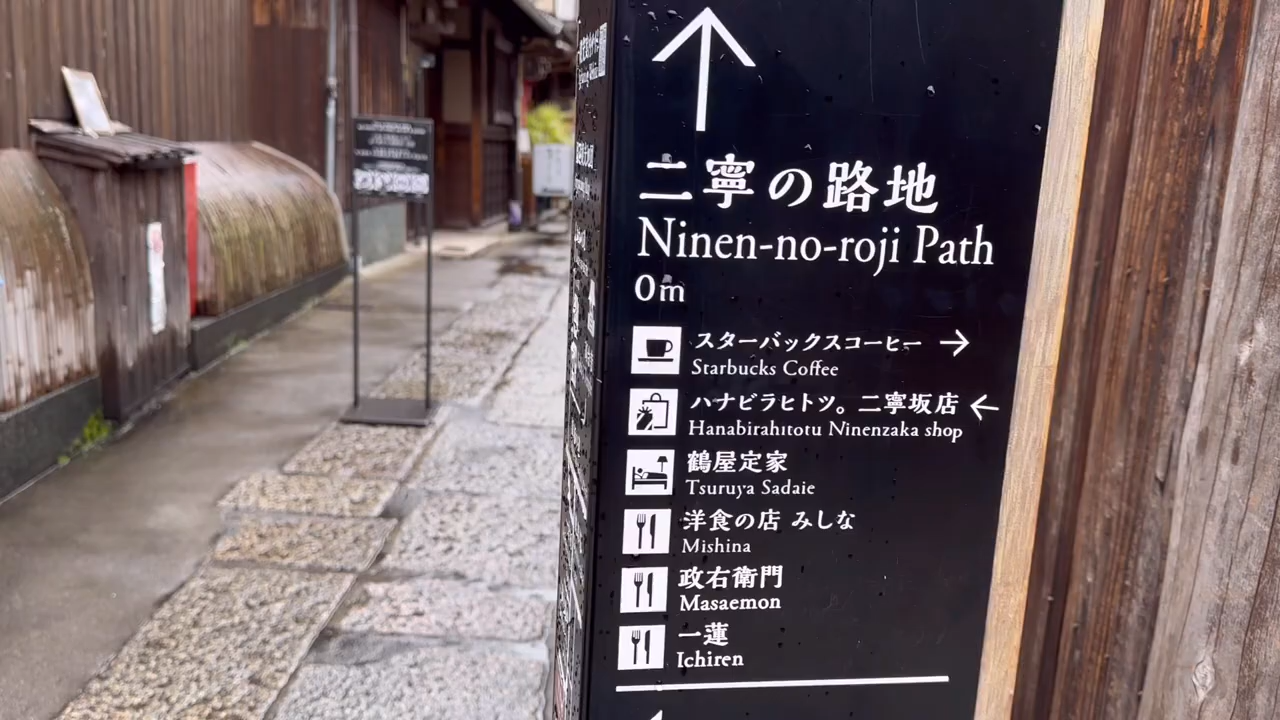 二寧の路地
Ninen-no-roji Path
0m
スターバックスコーヒー →
Starbucks Coffee
ハナビラヒトツ。二寧坂店 ←
Hanabirahitotu Ninenzaka shop
鶴屋定家
Tsuruya Sadaie
洋食の店 みしな
Mishina
政右衛門
Masaemon
一蓮
Ichiren